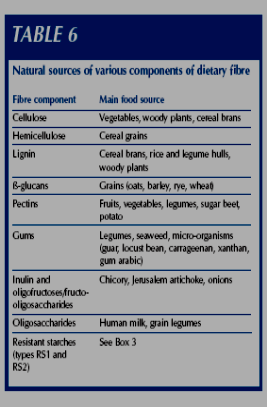 TABLE 6
Natural sources of various components of dietary fibre
Fibre component Main food source
Cellulose Vegetables, woody plants, cereal brans
Hemicellulose Cereal grains
Lignin Cereal brans, rice and legume hulls,
woody plants
ß-glucans Grains (oats, barley, rye, wheat)
Pectins Fruits, vegetables, legumes, sugar beet,
potato
Gums Legumes, seaweed, micro-organisms
(guar, locust bean, carrageenan, xanthan,
gum arabic)
Inulin and Chicory, Jerusalem artichoke, onions
oligofructoses/fructo-
oligosaccharides
Oligosaccharides Human milk, grain legumes
Resistant starches See Box 3
(types RS1 and
RS2)